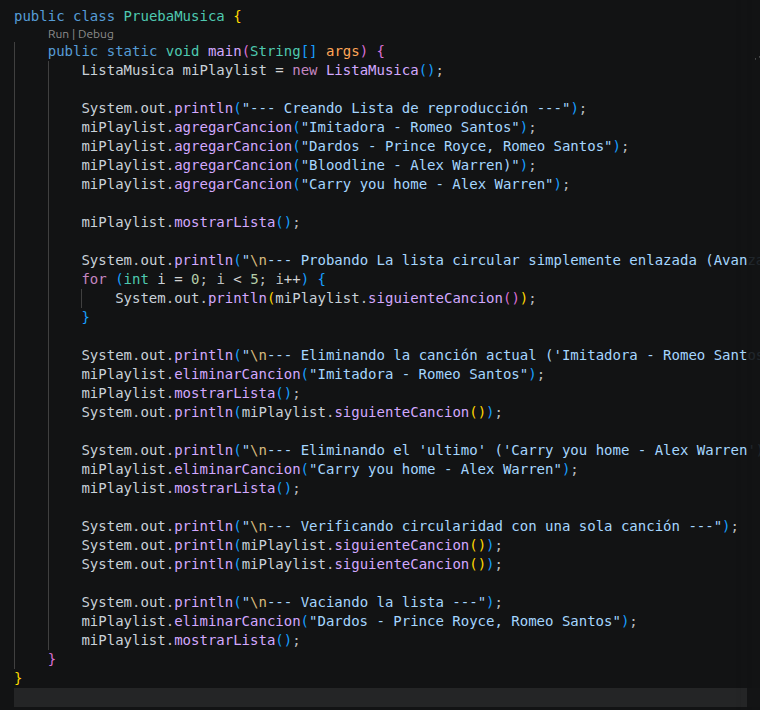 public class PruebaMusica {
Run | Debug
public static void main(String[] args) {
ListaMusica miPlaylist = new ListaMusica();
System.out.println("--- Creando Lista de reproducción ---");
miPlaylist.agregarCancion("Imitadora - Romeo Santos");
miPlaylist.agregarCancion("Dardos - Prince Royce, Romeo Santos");
miPlaylist.agregarCancion("Bloodline - Alex Warren)");
miPlaylist.agregarCancion("Carry you home - Alex Warren");
miPlaylist.mostrarLista();
System.out.println("\n--- Probando La lista circular simplemente enlazada (Avanza
for (int i = 0; i < 5; i++) {
System.out.println(miPlaylist.siguienteCancion());
}
System.out.println("\n--- Eliminando la canción actual ('Imitadora - Romeo Santos
miPlaylist.eliminarCancion("Imitadora - Romeo Santos");
miPlaylist.mostrarLista();
System.out.println(miPlaylist.siguienteCancion());
System.out.println("\n--- Eliminando el 'ultimo' ('Carry you home - Alex Warren')
miPlaylist.eliminarCancion("Carry you home - Alex Warren");
miPlaylist.mostrarLista();
System.out.println("\n--- Verificando circularidad con una sola canción ---");
System.out.println(miPlaylist.siguienteCancion());
System.out.println(miPlaylist.siguienteCancion());
System.out.println("\n--- Vaciando la lista ---");
miPlaylist.eliminarCancion("Dardos - Prince Royce, Romeo Santos");
miPlaylist.mostrarLista();
}
}